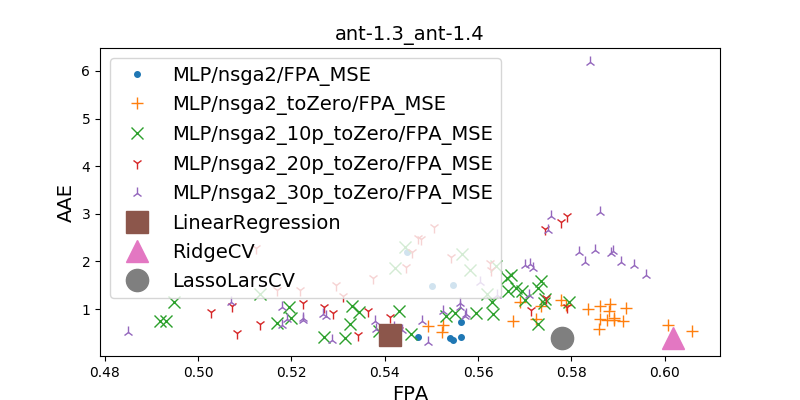 ant-1.3_ant-1.4
AAE
6
5
4
3
2
1
MLP/nsga2/FPA_MSE
MLP/nsga2_toZero/FPA_MSE
MLP/nsga2_10p_toZero/FPA_MSE
MLP/nsga2_20p_toZero/FPA_MSE
MLP/nsga2_30p_toZero/FPA_MSE
LinearRegression
RidgeCV
LassoLarsCV
0.48 0.50 0.52 0.54 0.56 0.58 0.60
FPA